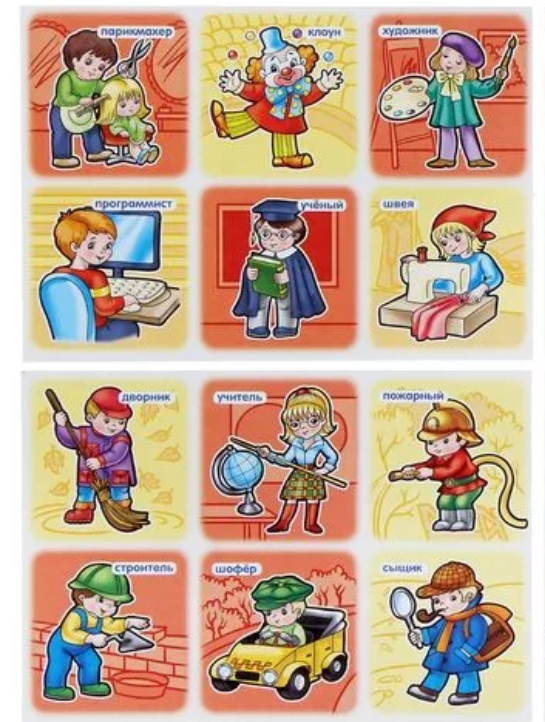 парикмахер
клоун
художник
программист
учёный
швея
дворник
учитель
пожарный
строитель
шофёр
сыщик